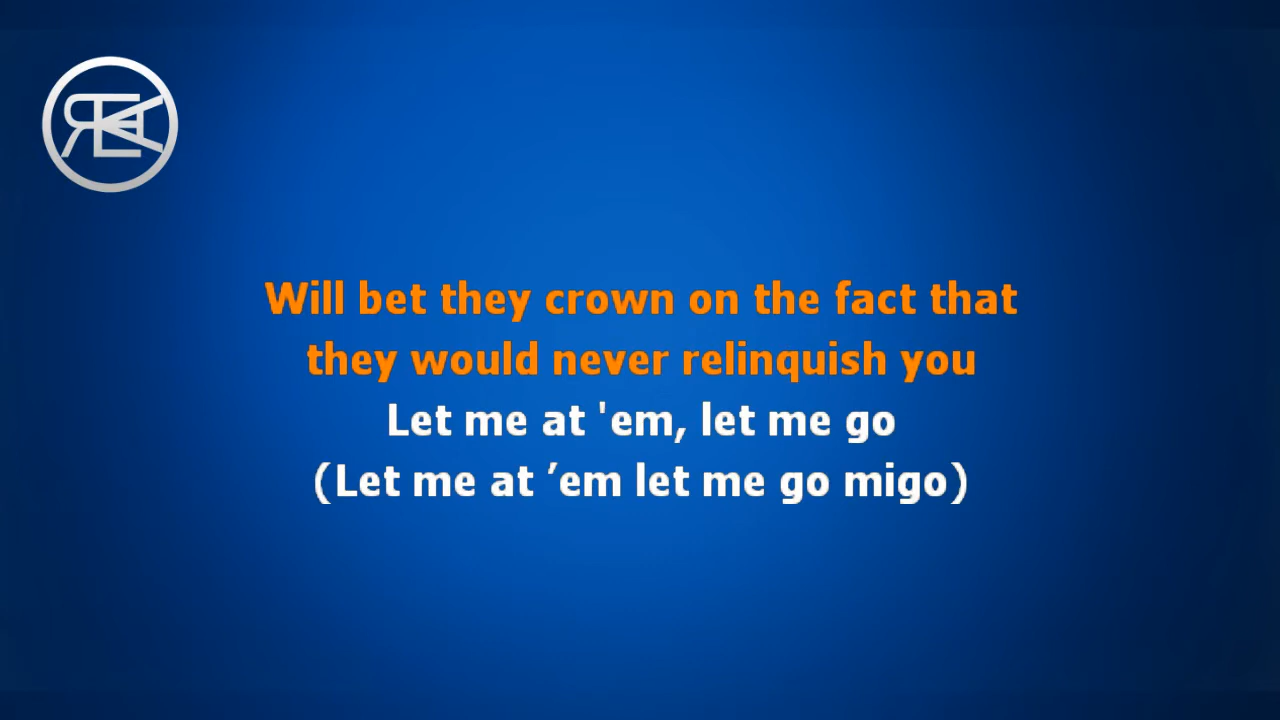 Will bet they crown on the fact that
they would never relinquish you
Let me at 'em, let me go
(Let me at ’em let me go migo)